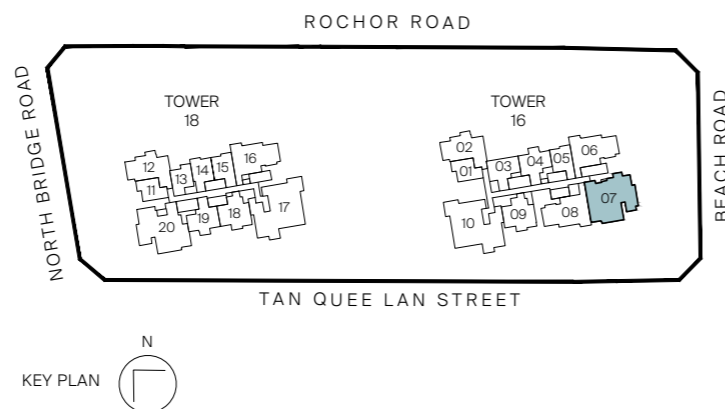 ROCHOR ROAD
NORTH BRIDGE ROAD
BEACH ROAD
TOWER
18
12
11
13
14
15
16
17
18
19
20
TOWER
16
02
01
03
04
05
06
07
08
09
10
TAN QUEE LAN STREET
KEY PLAN
N